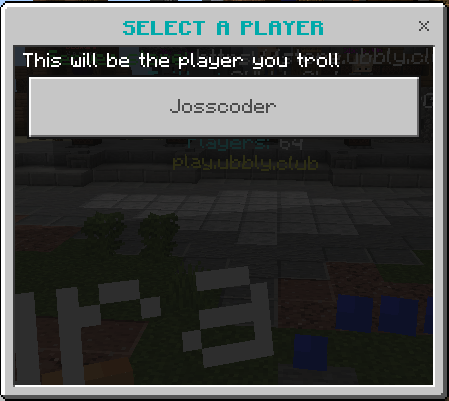 SELECT A PLAYER
This will be the player you troll
Josscoder
Players: 64
play.ubbly.club